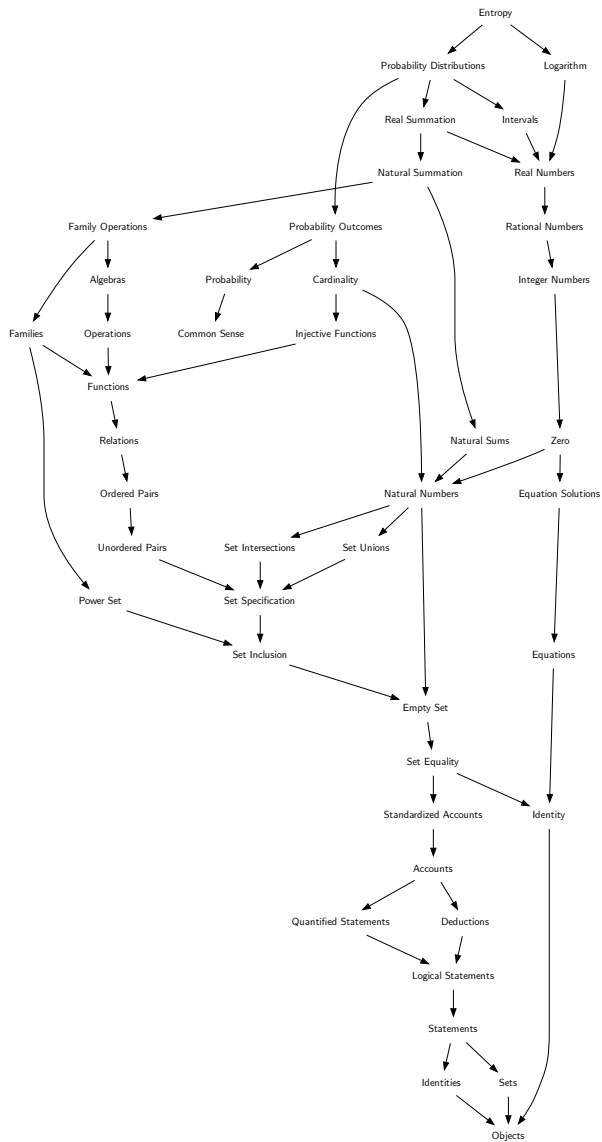 Entropy
Probability Distributions
Logarithm
Real Summation
Intervals
Natural Summation
Real Numbers
Family Operations
Probability Outcomes
Rational Numbers
Algebras
Probability
Cardinality
Integer Numbers
Families
Operations
Common Sense
Injective Functions
Functions
Relations
Natural Sums
Zero
Ordered Pairs
Natural Numbers
Equation Solutions
Unordered Pairs
Set Intersections
Set Unions
Power Set
Set Specification
Set Inclusion
Equations
Empty Set
Set Equality
Standardized Accounts
Identity
Accounts
Quantified Statements
Deductions
Logical Statements
Statements
Identities
Sets
Objects